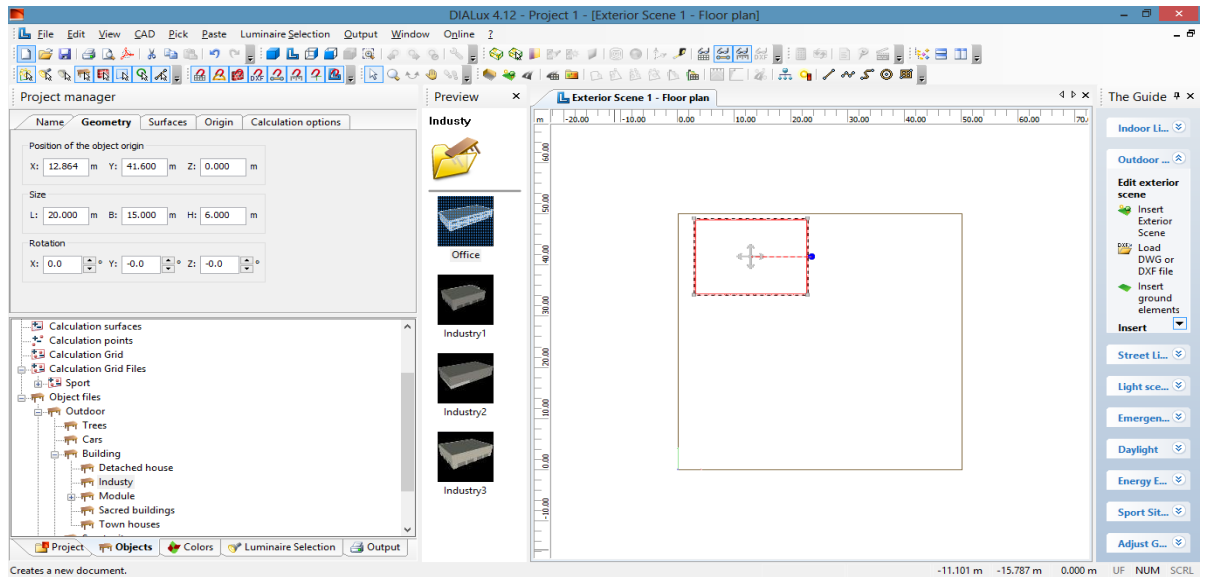 DIALux 4.12 - Project 1 - [Exterior Scene 1 - Floor plan]
File Edit View CAD Pick Paste Luminaire Selection Output Window Online ?
Project manager
Name Geometry Surfaces Origin Calculation options
Position of the object origin
X: 12.864 m Y: 41.600 m Z: 0.000 m
Size
L: 20.000 m B: 15.000 m H: 6.000 m
Rotation
X: 0.0 ° Y: -0.0 ° Z: -0.0 °
Calculation surfaces
Calculation points
Calculation Grid
Calculation Grid Files
Sport
Object files
Outdoor
Trees
Cars
Building
Detached house
Industy
Module
Sacred buildings
Town houses
Project Objects Colors Luminaire Selection Output
Preview ×
Industy
Office
Industry1
Industry2
Industry3
Exterior Scene 1 - Floor plan
m -20.00 -10.00 0.00 10.00 20.00 30.00 40.00 50.00 60.00 70.
60.00
50.00
40.00
30.00
20.00
10.00
0.00
-10.00
The Guide
Indoor Li...
Outdoor ...
Edit exterior
scene
Insert
Exterior
Scene
DXF
Load
DWG or
DXF file
Insert
ground
elements
Insert
Street Li...
Light sce...
Emergen...
Daylight
Energy E...
Sport Sit...
Adjust G...
Creates a new document. -11.101 m -15.787 m 0.000 m UF NUM SCRL